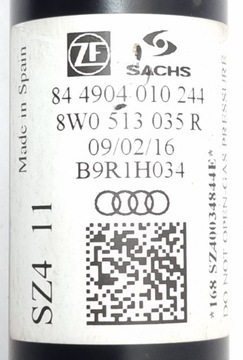 ZF SACHS
84 4904 010 244
8W0 513 035 R
09/02/16
B9R1H034
Made in Spain
SZ4 11
*168 SZ40034844E*
DO NOT OPEN GAS PRESSURE